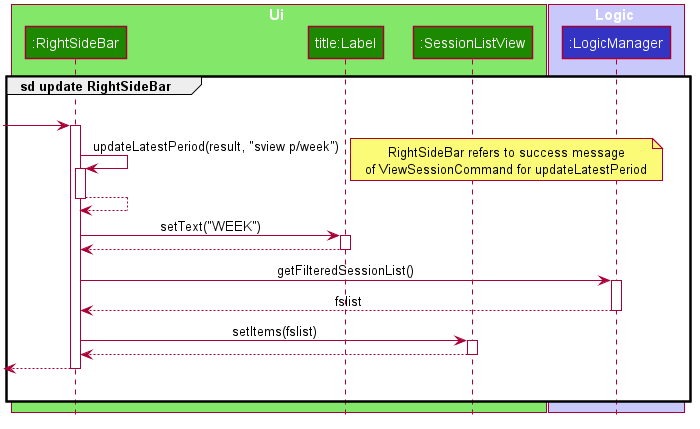 Ui
Logic
:RightSideBar
title:Label
:SessionListView
:LogicManager
sd update RightSideBar
updateLatestPeriod(result, "sview p/week")
RightSideBar refers to success message
of ViewSessionCommand for updateLatestPeriod
setText("WEEK")
getFilteredSessionList()
fslist
setItems(fslist)